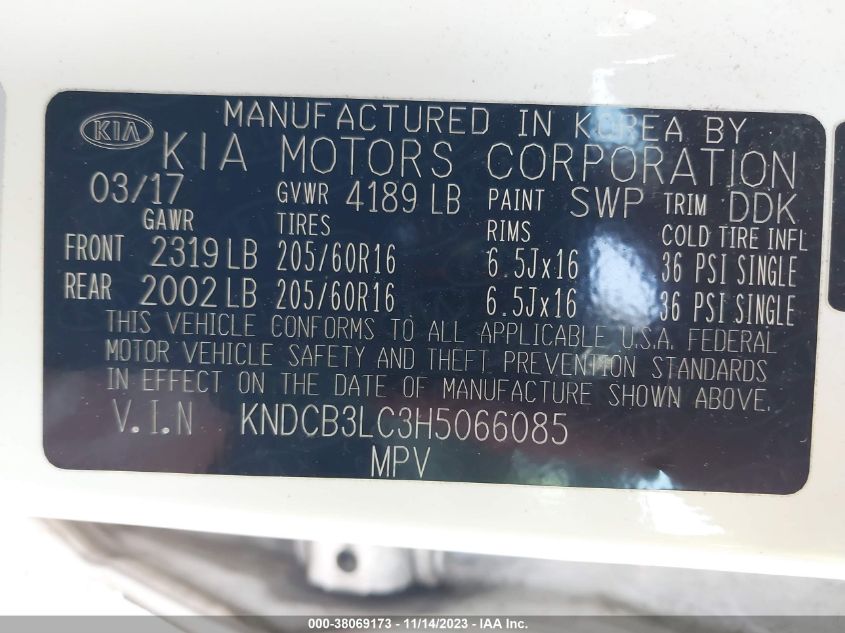 KIA
MANUFACTURED IN KOREA BY
KIA MOTORS CORPORATION
03/17 GVWR 4189 LB PAINT SWP TRIM DDK
GAWR TIRES RIMS COLD TIRE INFL
FRONT 2319 LB 205/60R16 6.5Jx16 36 PSI SINGLE
REAR 2002 LB 205/60R16 6.5Jx16 36 PSI SINGLE
THIS VEHICLE CONFORMS TO ALL APPLICABLE U.S.A. FEDERAL
MOTOR VEHICLE SAFETY AND THEFT PREVENTION STANDARDS
IN EFFECT ON THE DATE OF MANUFACTURE SHOWN ABOVE.
V.I.N KNDCB3LC3H5066085
MPV
000-38069173 - 11/14/2023 - IAA Inc.